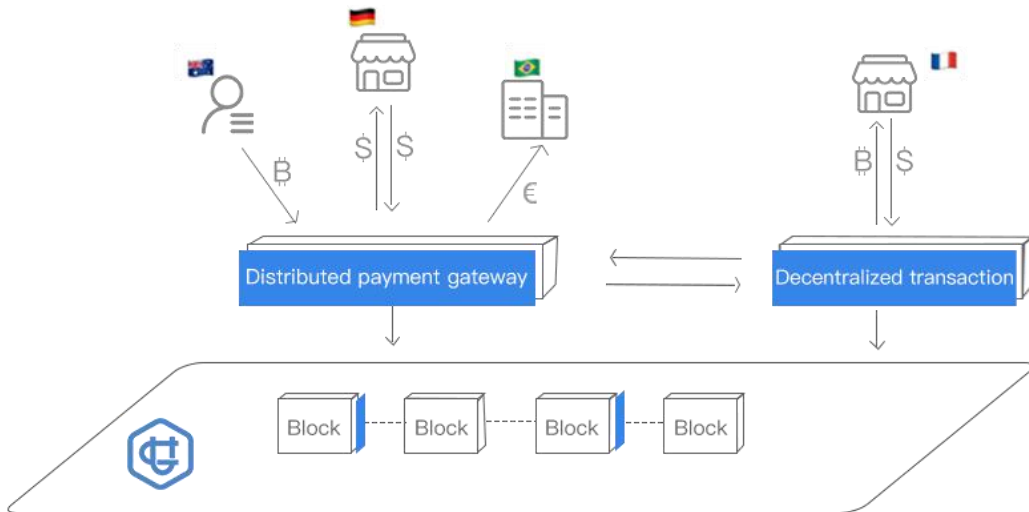 ₿
$ $
€
₿ $
Distributed payment gateway
Decentralized transaction
Block Block Block Block